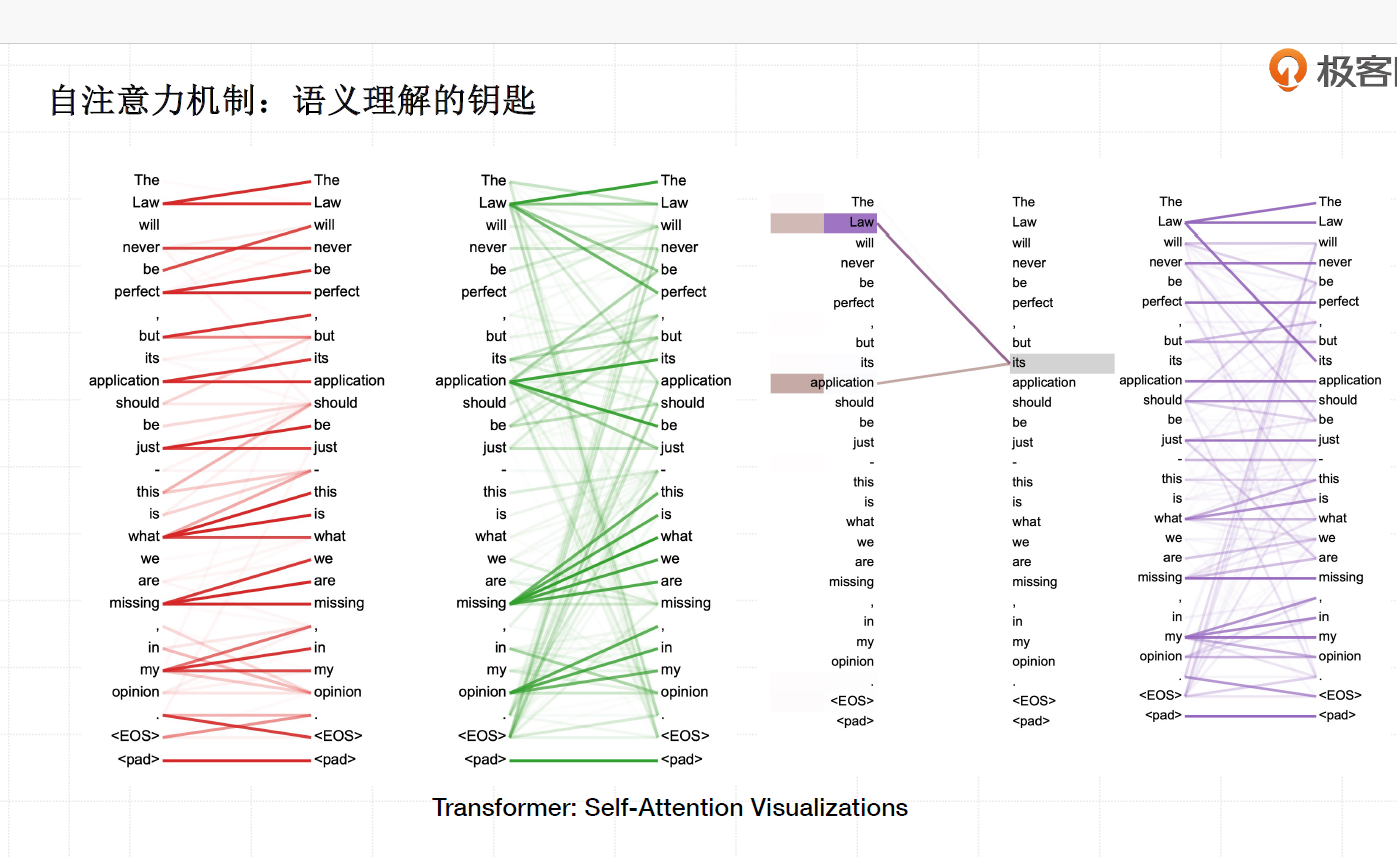 极客
自注意力机制：语义理解的钥匙
The The The The
Law Law Law Law
will will will will
never never never never
be be be be
perfect perfect perfect perfect
, , , ,
but but but but
its its its its
application application application application
should should should should
be be be be
just just just just
- - - -
this this this this
is is is is
what what what what
we we we we
are are are are
missing missing missing missing
, , , ,
in in in in
my my my my
opinion opinion opinion opinion
. . . .
<EOS> <EOS> <EOS> <EOS>
<pad> <pad> <pad> <pad>
The The The The
Law Law Law Law
will will will will
never never never never
be be be be
perfect perfect perfect perfect
, , , ,
but but but but
its its its its
application application application application
should should should should
be be be be
just just just just
- - - -
this this this this
is is is is
what what what what
we we we we
are are are are
missing missing missing missing
, , , ,
in in in in
my my my my
opinion opinion opinion opinion
. . . .
<EOS> <EOS> <EOS> <EOS>
<pad> <pad> <pad> <pad>
Transformer: Self-Attention Visualizations